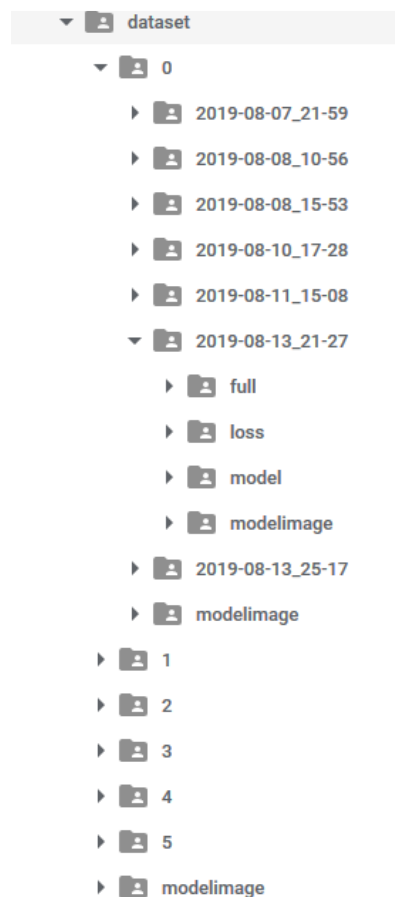 dataset
0
2019-08-07_21-59
2019-08-08_10-56
2019-08-08_15-53
2019-08-10_17-28
2019-08-11_15-08
2019-08-13_21-27
full
loss
model
modelimage
2019-08-13_25-17
modelimage
1
2
3
4
5
modelimage